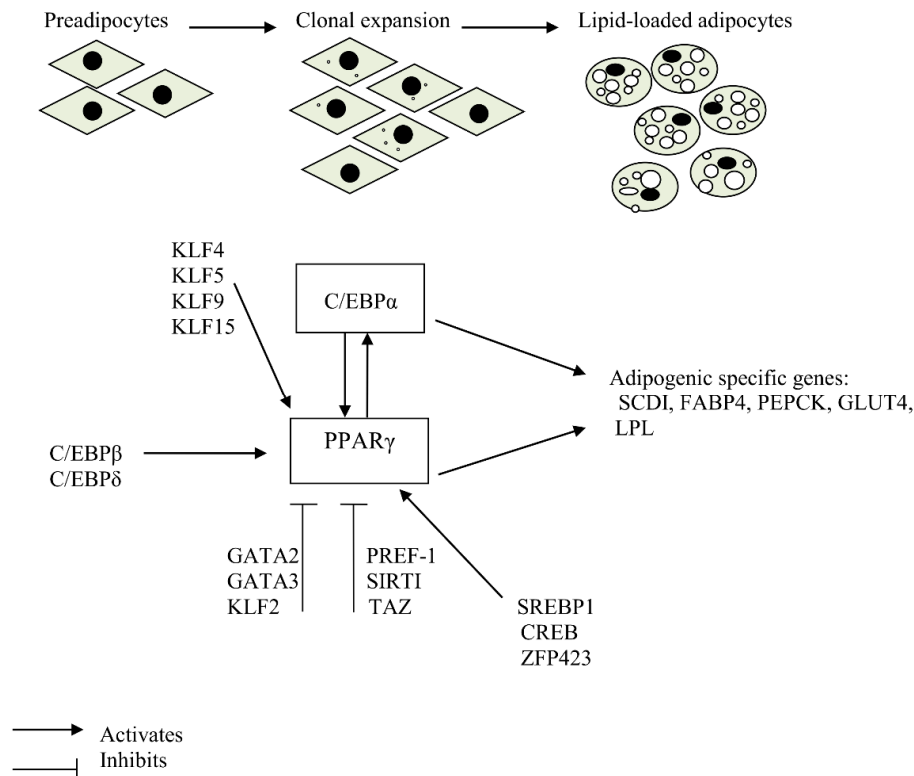 Preadipocytes
Clonal expansion
Lipid-loaded adipocytes
KLF4
KLF5
KLF9
KLF15
C/EBPα
Adipogenic specific genes:
SCDI, FABP4, PEPCK, GLUT4,
LPL
PPARγ
C/EBPβ
C/EBPδ
GATA2
GATA3
KLF2
PREF-1
SIRTI
TAZ
SREBP1
CREB
ZFP423
Activates
Inhibits